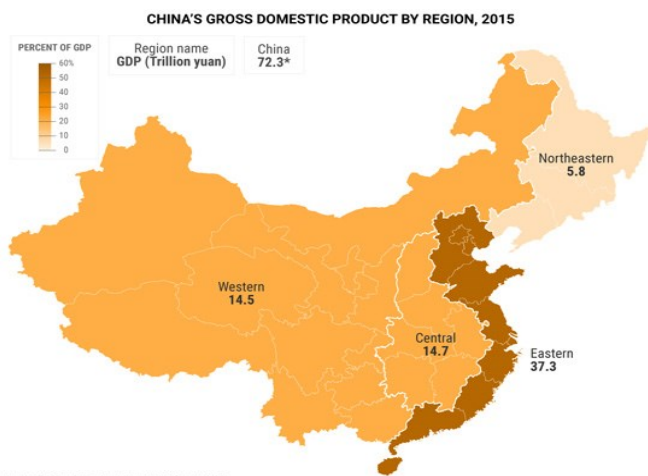 CHINA'S GROSS DOMESTIC PRODUCT BY REGION, 2015
PERCENT OF GDP
60%
50
40
30
20
10
0
Region name
GDP (Trillion yuan)
China
72.3*
Northeastern
5.8
Western
14.5
Central
14.7
Eastern
37.3